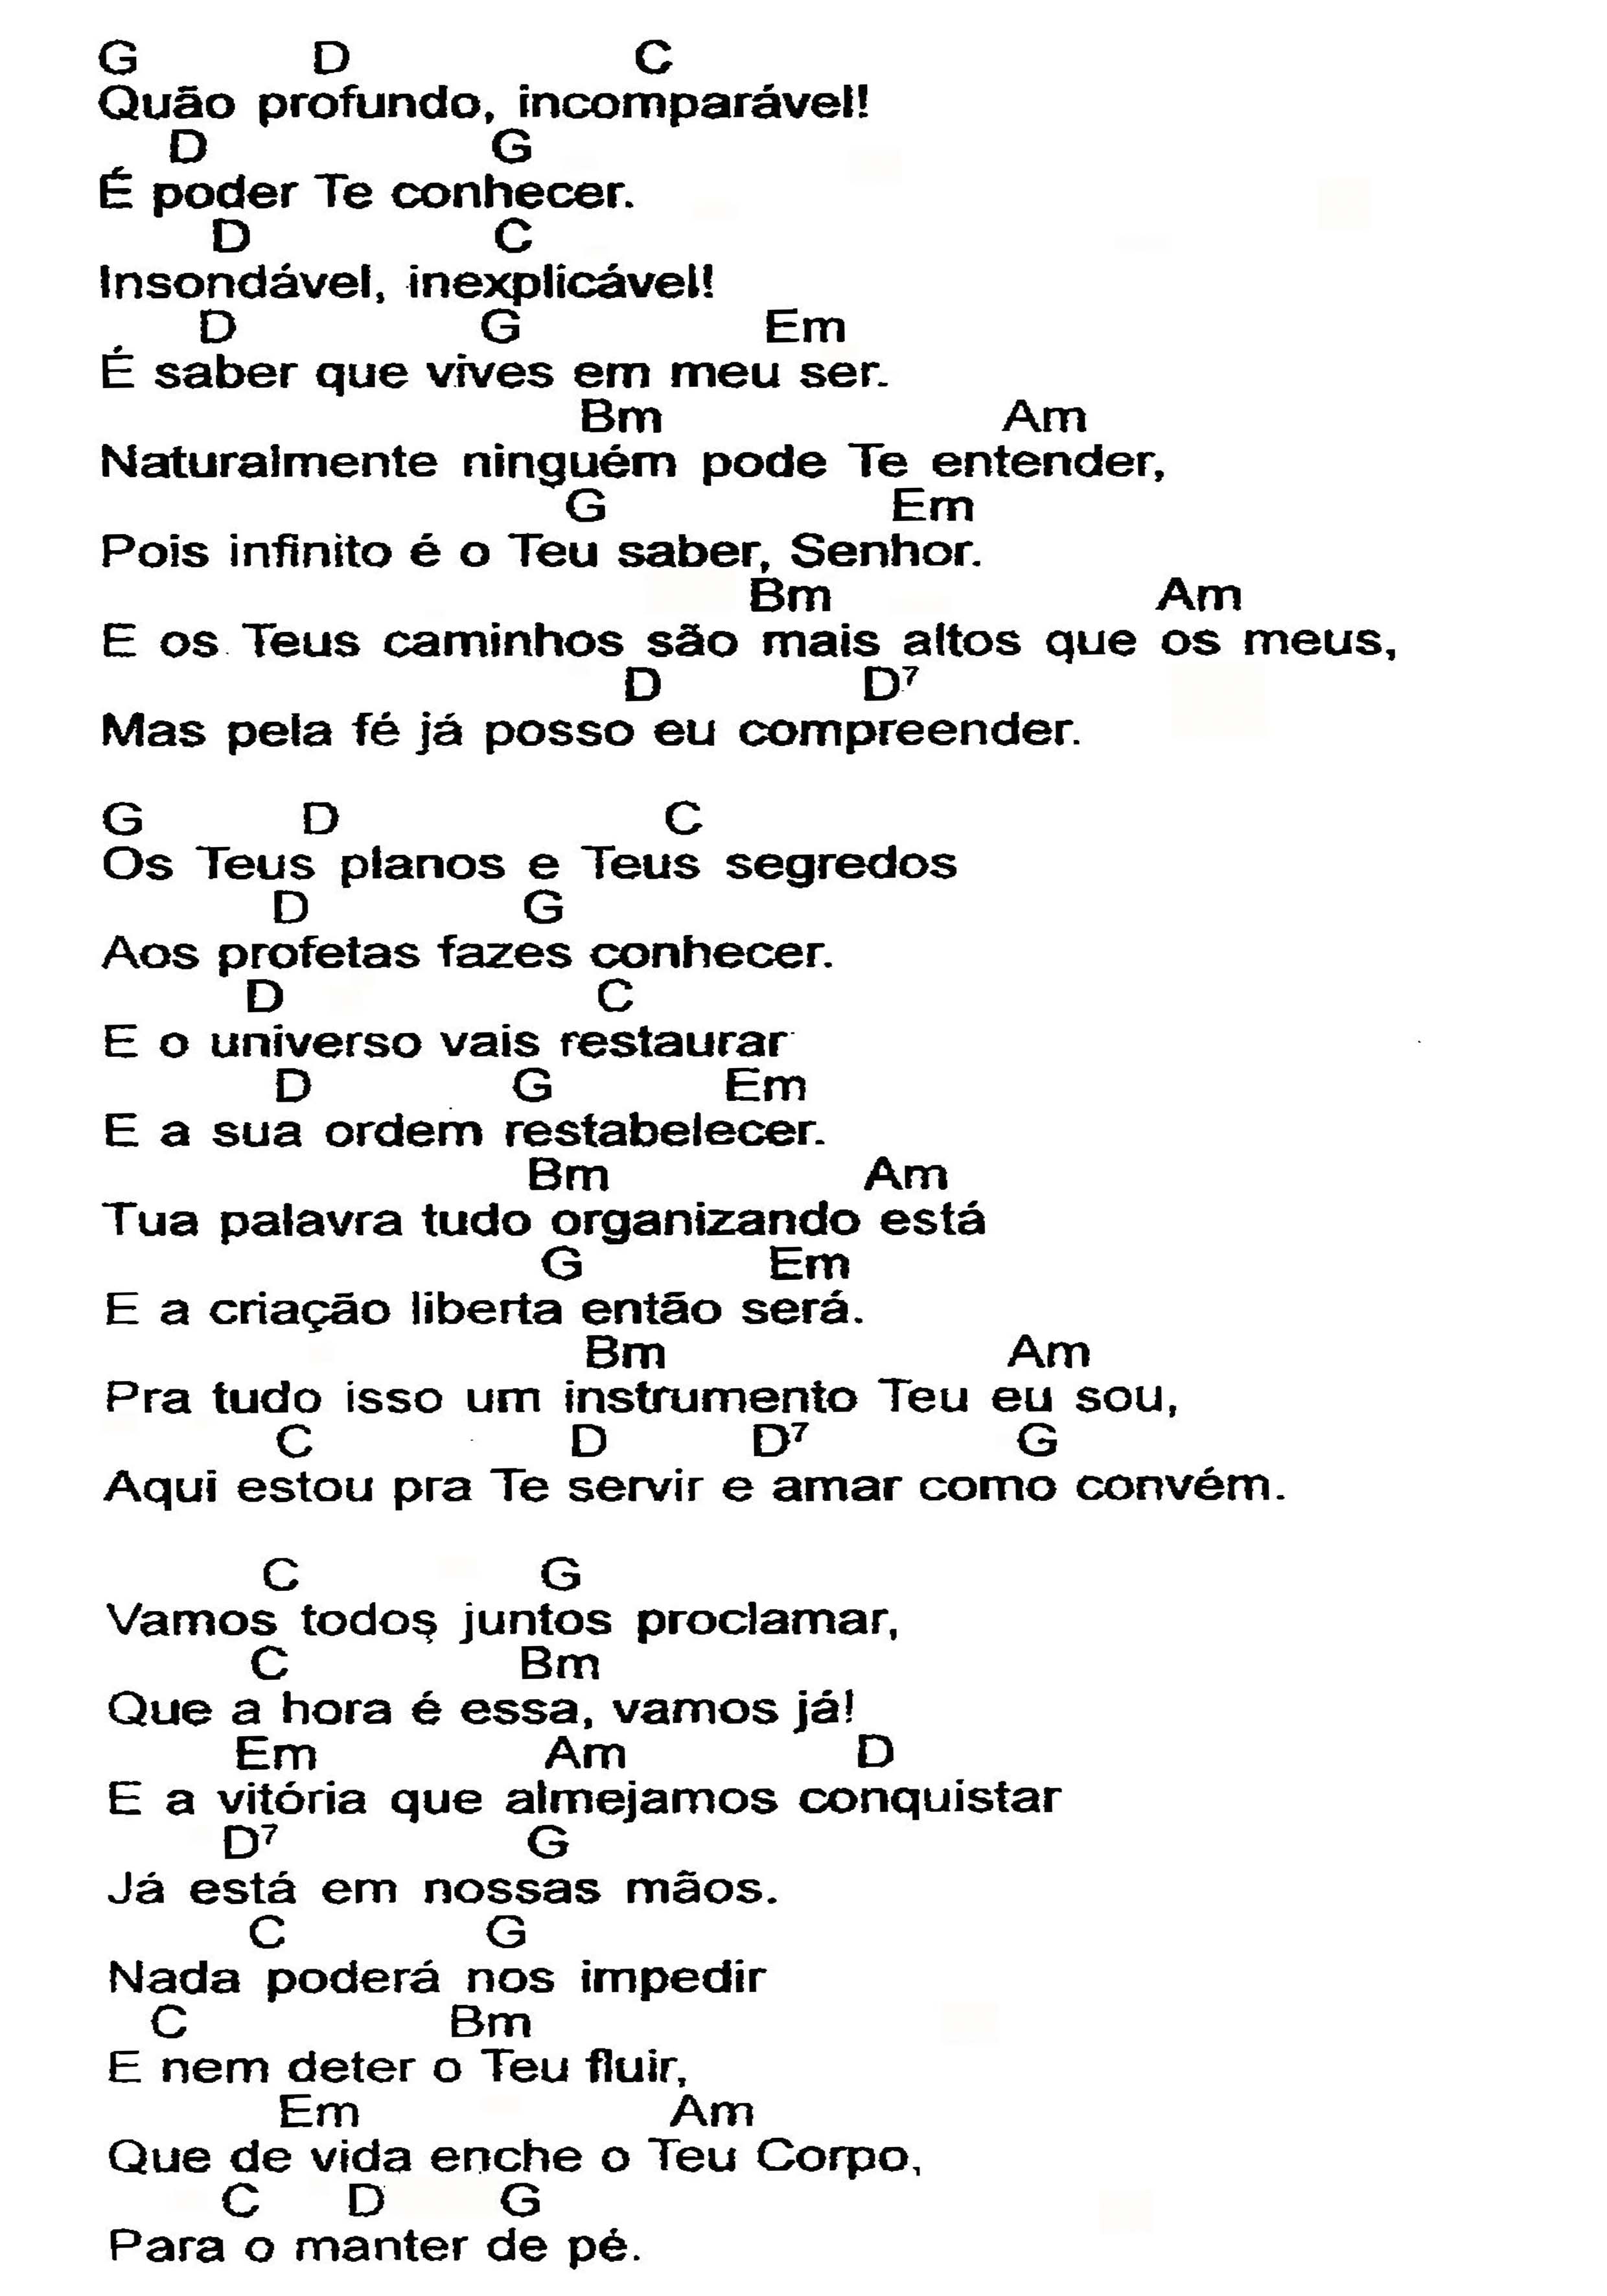 G D C
Quão profundo, incomparável!
D G
É poder Te conhecer.
D C
Insondável, inexplicável!
D G Em
É saber que vives em meu ser.
Bm Am
Naturalmente ninguém pode Te entender,
G Em
Pois infinito é o Teu saber, Senhor.
Bm Am
E os Teus caminhos são mais altos que os meus,
D D⁷
Mas pela fé já posso eu compreender.
G D C
Os Teus planos e Teus segredos
D G
Aos profetas fazes conhecer.
D C
E o universo vais restaurar
D G Em
E a sua ordem restabelecer.
Bm Am
Tua palavra tudo organizando está
G Em
E a criação liberta então será.
Bm Am
Pra tudo isso um instrumento Teu eu sou,
C D D⁷ G
Aqui estou pra Te servir e amar como convém.
C G
Vamos todos juntos proclamar,
C Bm
Que a hora é essa, vamos já!
Em Am D
E a vitória que almejamos conquistar
D⁷ G
Já está em nossas mãos.
C G
Nada poderá nos impedir
C Bm
E nem deter o Teu fluir,
Em Am
Que de vida enche o Teu Corpo,
C D G
Para o manter de pé.